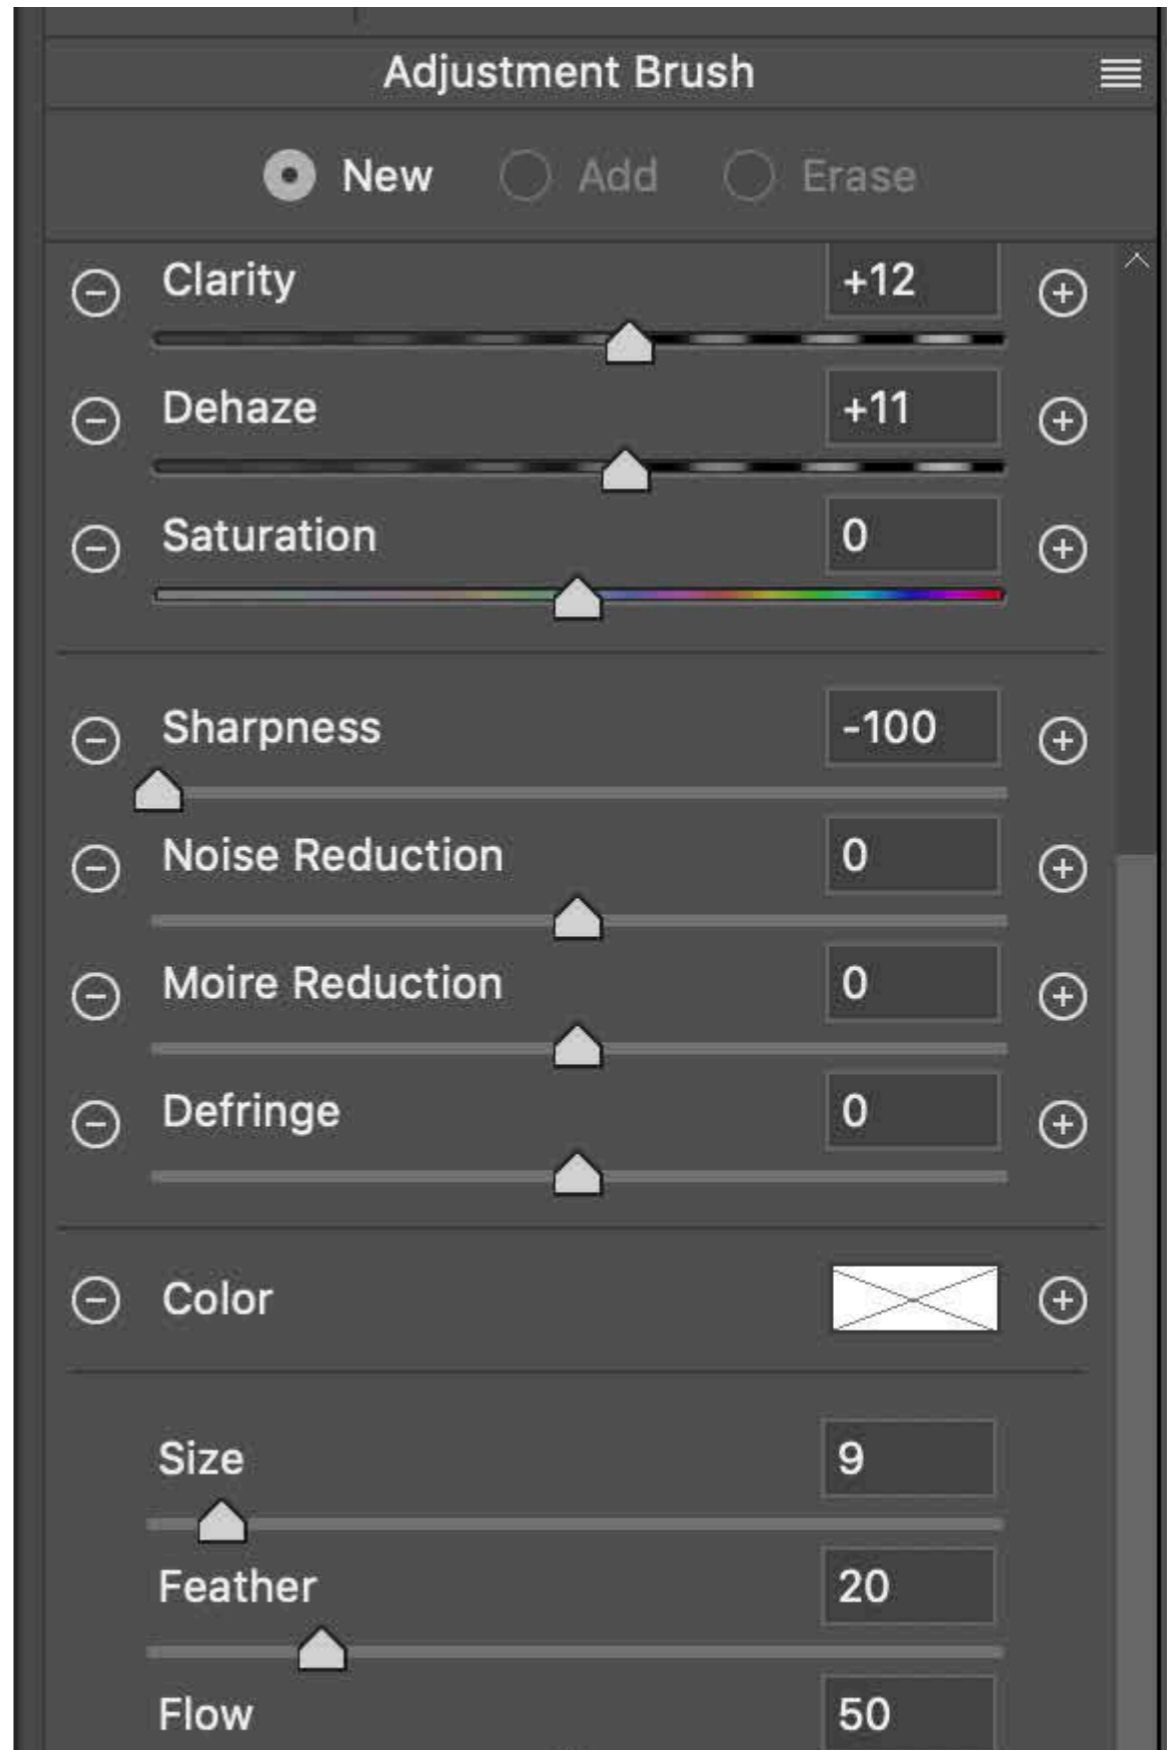 Adjustment Brush
New Add Erase
Clarity +12
Dehaze +11
Saturation 0
Sharpness -100
Noise Reduction 0
Moire Reduction 0
Defringe 0
Color
Size 9
Feather 20
Flow 50